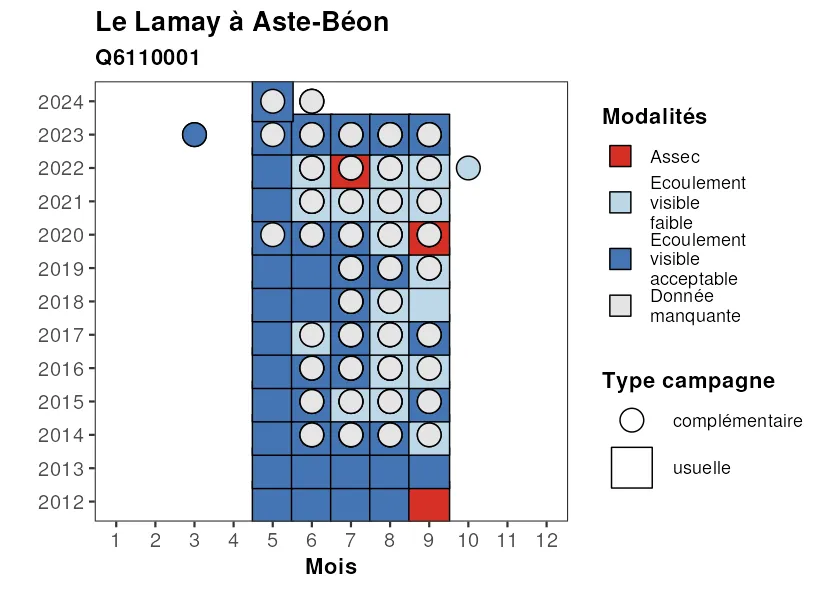 Le Lamay à Aste-Béon
Q6110001
2024
2023
2022
2021
2020
2019
2018
2017
2016
2015
2014
2013
2012
1 2 3 4 5 6 7 8 9 10 11 12
Mois
Modalités
Assec
Ecoulement
visible
faible
Ecoulement
visible
acceptable
Donnée
manquante
Type campagne
complémentaire
usuelle